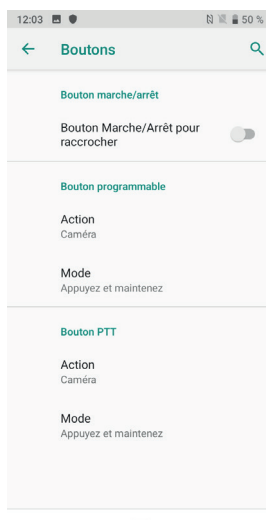 12:03 50 %
Boutons
Bouton marche/arrêt
Bouton Marche/Arrêt pour
raccrocher
Bouton programmable
Action
Caméra
Mode
Appuyez et maintenez
Bouton PTT
Action
Caméra
Mode
Appuyez et maintenez